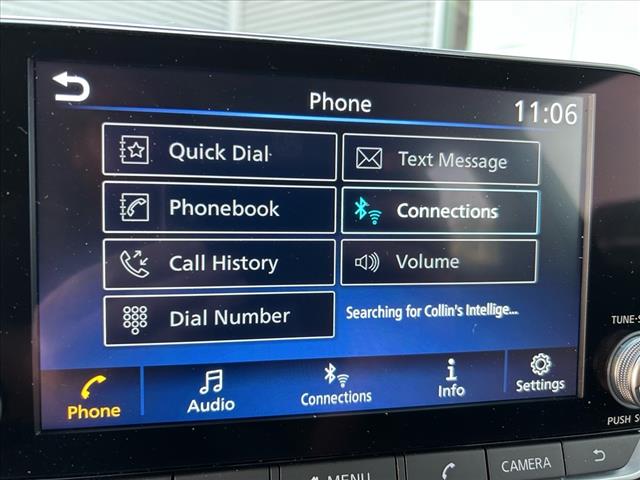 Phone
11:06
Quick Dial
Text Message
Phonebook
Connections
Call History
Volume
Dial Number
Searching for Collin's Intellige...
Phone
Audio
Connections
Info
Settings
TUNE·S
PUSH S
MENU
CAMERA